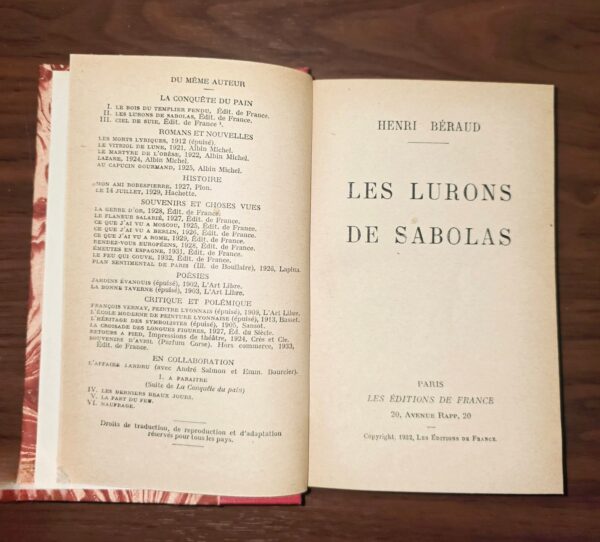 DU MÊME AUTEUR
LA CONQUÊTE DU PAIN
I. LE BOIS DU TEMPLIER PENDU, Édit. de France.
II. LES LURONS DE SABOLAS, Édit. de France.
III. CIEL DE SUIE, Édit. de France.
ROMANS ET NOUVELLES
LES MORTS LYRIQUES, 1912 (épuisé).
LE VITRIOL DE LUNE, 1921, Albin Michel.
LE MARTYRE DE L'OBÈSE, 1922, Albin Michel.
LAZARE, 1924, Albin Michel.
AU CAPUCIN GOURMAND, 1925, Albin Michel.
HISTOIRE
MON AMI ROBESPIERRE, 1927, Plon.
LE 14 JUILLET, 1929, Hachette.
SOUVENIRS ET CHOSES VUES
LA GERBE D'OR, 1928, Édit. de France.
LE FLANEUR SALARIÉ, 1927, Édit. de France.
CE QUE J'AI VU A MOSCOU, 1925, Édit. de France.
CE QUE J'AI VU A BERLIN, 1926, Édit. de France.
CE QUE J'AI VU A ROME, 1929, Édit. de France.
RENDEZ-VOUS EUROPÉENS, 1928, Édit. de France.
ÉMEUTES EN ESPAGNE, 1931, Édit. de France.
LE FEU QUI COUVE, 1932, Édit. de France.
PLAN SENTIMENTAL DE PARIS (Ill. de Boullaire), 1926, Lapina.
POÉSIES
JARDINS ÉVANOUIS (épuisé), 1902, L'Art Libre.
LA BONNE TAVERNE (épuisé), 1903, L'Art Libre.
CRITIQUE ET POLÉMIQUE
FRANÇOIS VERNAY, PEINTRE LYONNAIS (épuisé), 1909, L'Art Libre.
L'ÉCOLE MODERNE DE PEINTURE LYONNAISE (épuisé), 1913, Basset.
L'HÉRITAGE DES SYMBOLISTES (épuisé), 1905, Sansot.
LA CROISADE DES LONGUES FIGURES, 1927, Éd. du Siècle.
RETOURS A PIED, Impressions de théâtre, 1924, Crès et Cie.
SOUVENIRS D'AVRIL (Parfum Corse). Hors commerce, 1933,
Édit. de France.
EN COLLABORATION
L'AFFAIRE LANDRU (avec André Salmon et Emm. Bourcier).
I. A PARAITRE
(Suite de La Conquête du pain)
IV. LES DERNIERS BEAUX JOURS.
V. LA PART DU FEU.
VI. NAUFRAGE.
Droits de traduction, de reproduction et d'adaptation
réservés pour tous les pays.
HENRI BÉRAUD
LES LURONS
DE SABOLAS
PARIS
LES ÉDITIONS DE FRANCE
20, AVENUE RAPP, 20
Copyright, 1932, LES ÉDITIONS DE FRANCE.